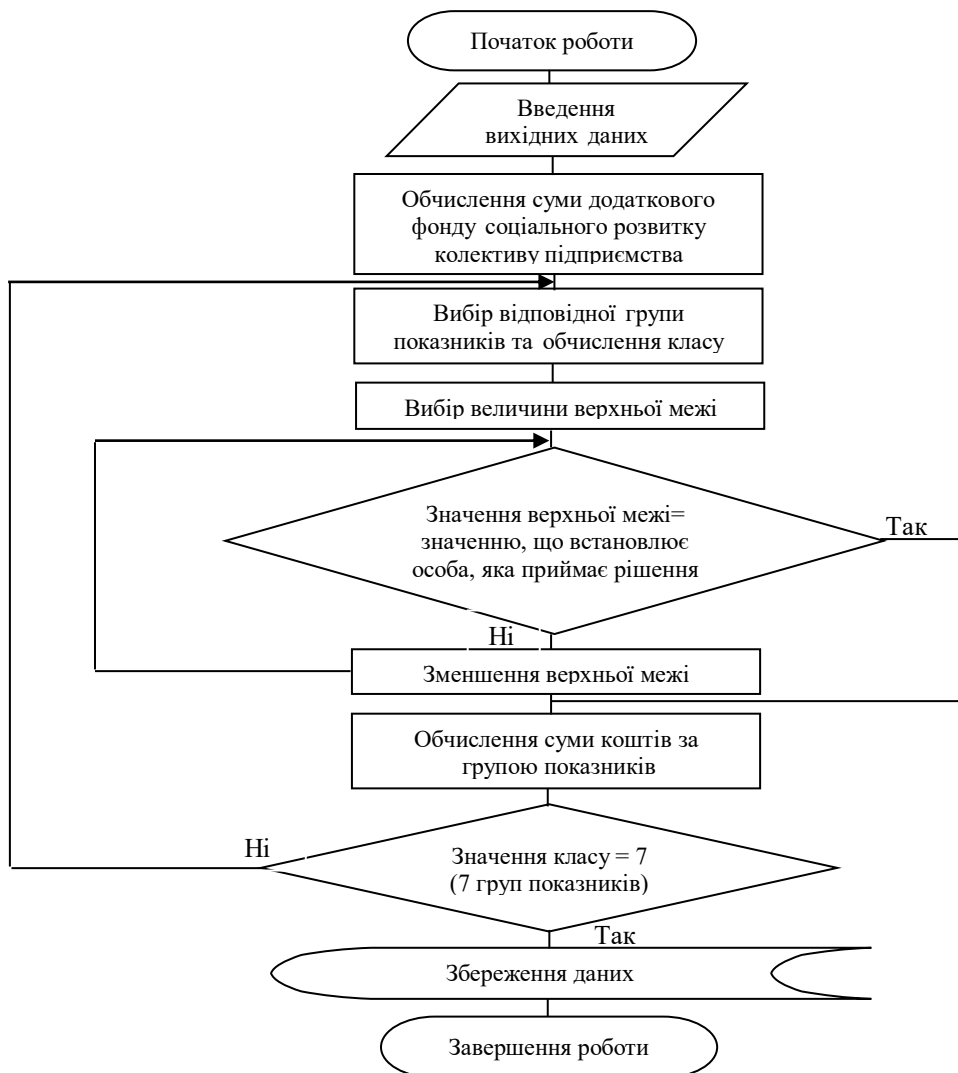 Початок роботи
Введення
вихідних даних
Обчислення суми додаткового
фонду соціального розвитку
колективу підприємства
Вибір відповідної групи
показників та обчислення класу
Вибір величини верхньої межі
Значення верхньої межі=
значенню, що встановлює
особа, яка приймає рішення
Так
Ні
Зменшення верхньої межі
Обчислення суми коштів за
групою показників
Ні
Значення класу = 7
(7 груп показників)
Так
Збереження даних
Завершення роботи